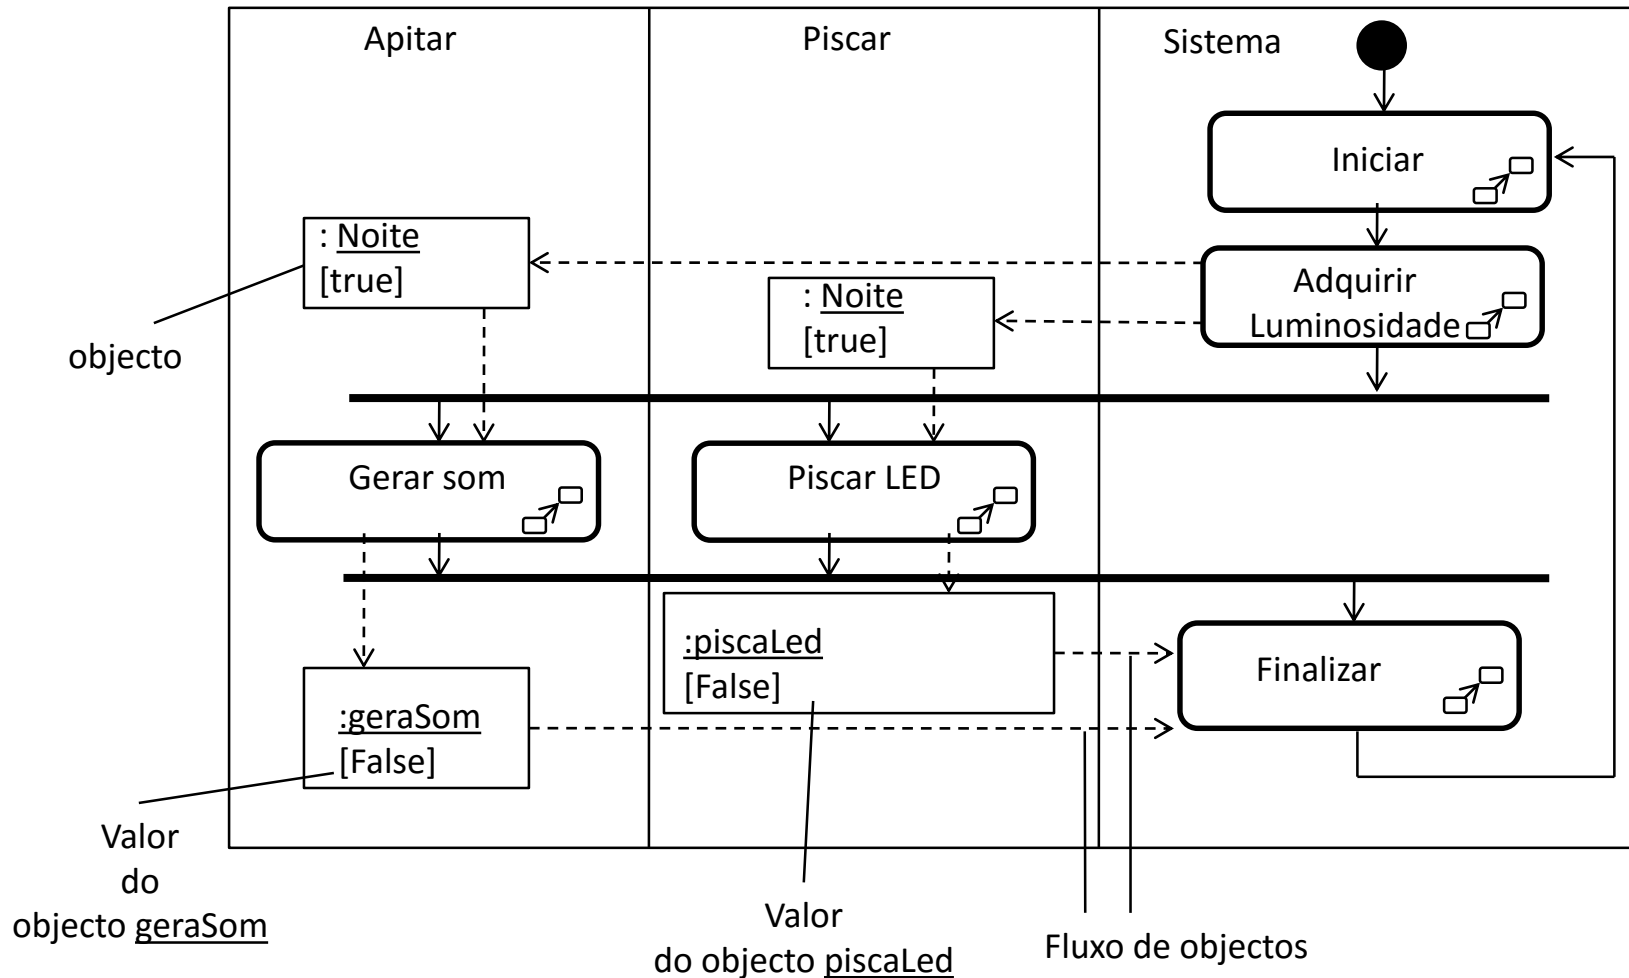 Apitar
Piscar
Sistema
Iniciar
: Noite
[true]
: Noite
[true]
Adquirir
Luminosidade
objecto
Gerar som
Piscar LED
:piscaLed
[False]
Finalizar
:geraSom
[False]
Valor
do
objecto geraSom
Valor
do objecto piscaLed
Fluxo de objectos